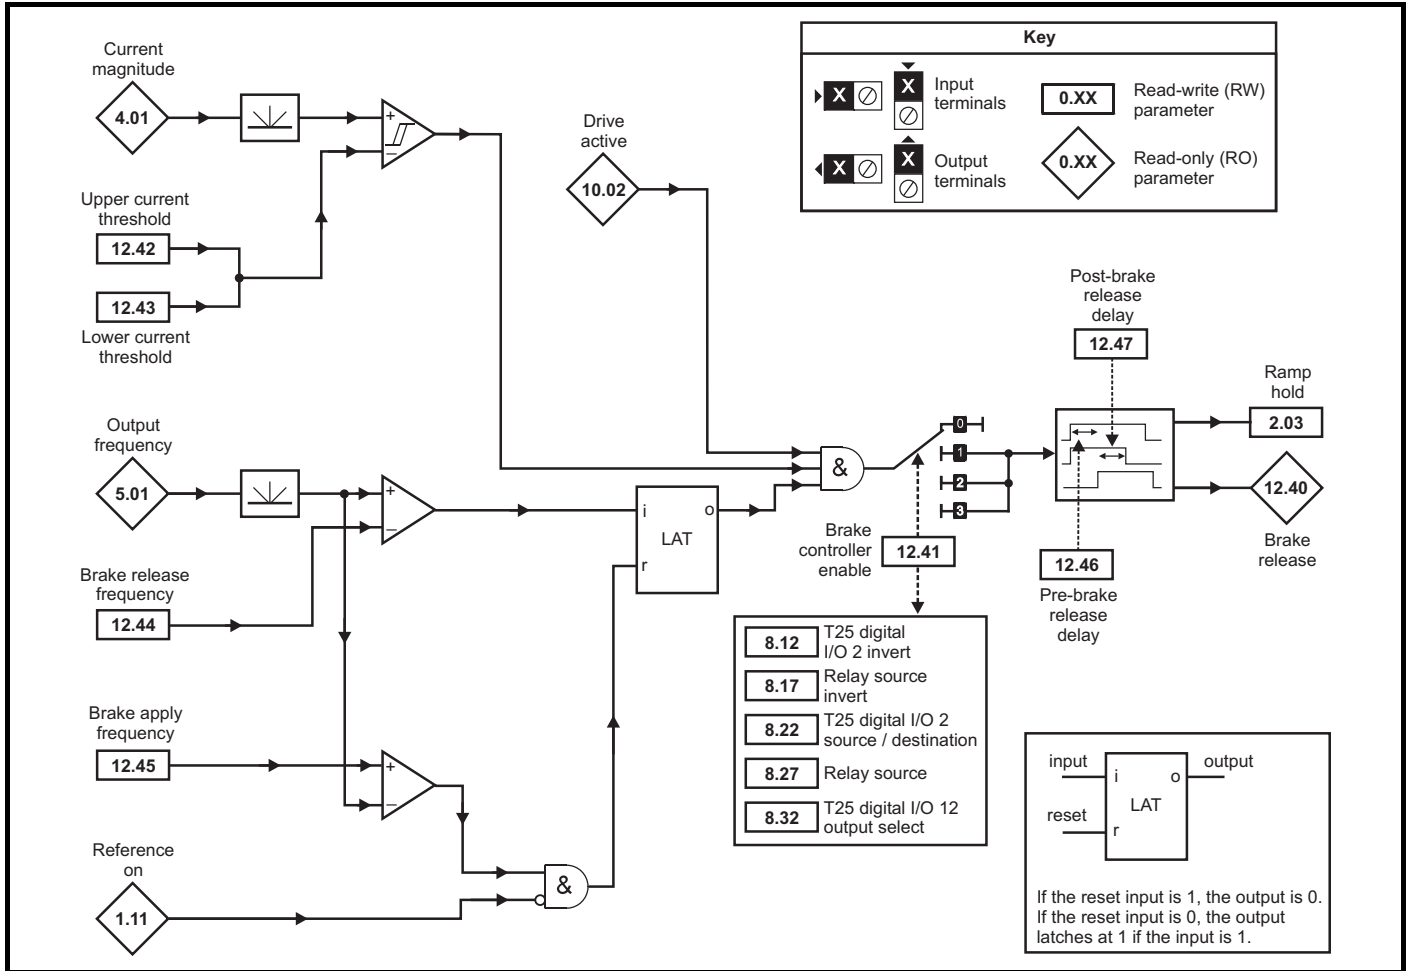 Current
magnitude
4.01
+
−
Upper current
threshold
12.42
12.43
Lower current
threshold
Drive
active
10.02
Key
X
X
Input
terminals
X
X
Output
terminals
0.XX
Read-write (RW)
parameter
0.XX
Read-only (RO)
parameter
Output
frequency
5.01
+
−
Brake release
frequency
12.44
i
o
LAT
r
&
0
1
2
3
Brake
controller
enable
12.41
Post-brake
release
delay
12.47
12.46
Pre-brake
release
delay
Ramp
hold
2.03
12.40
Brake
release
8.12
T25 digital
I/O 2 invert
8.17
Relay source
invert
8.22
T25 digital I/O 2
source / destination
8.27
Relay source
8.32
T25 digital I/O 12
output select
Brake apply
frequency
12.45
+
−
Reference
on
1.11
&
input
i
o
output
LAT
reset
r
If the reset input is 1, the output is 0.
If the reset input is 0, the output
latches at 1 if the input is 1.